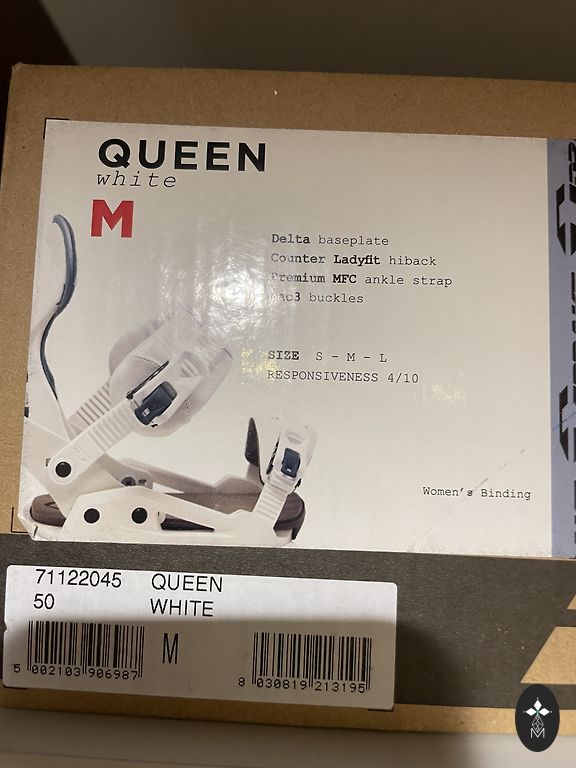 QUEEN
white
M
Delta baseplate
Counter Ladyfit hiback
Premium MFC ankle strap
buckles
SIZE S - M - L
RESPONSIVENESS 4/10
Women's Binding
71122045 QUEEN
50 WHITE
M
5 002103 906987
8 030819 213195
M